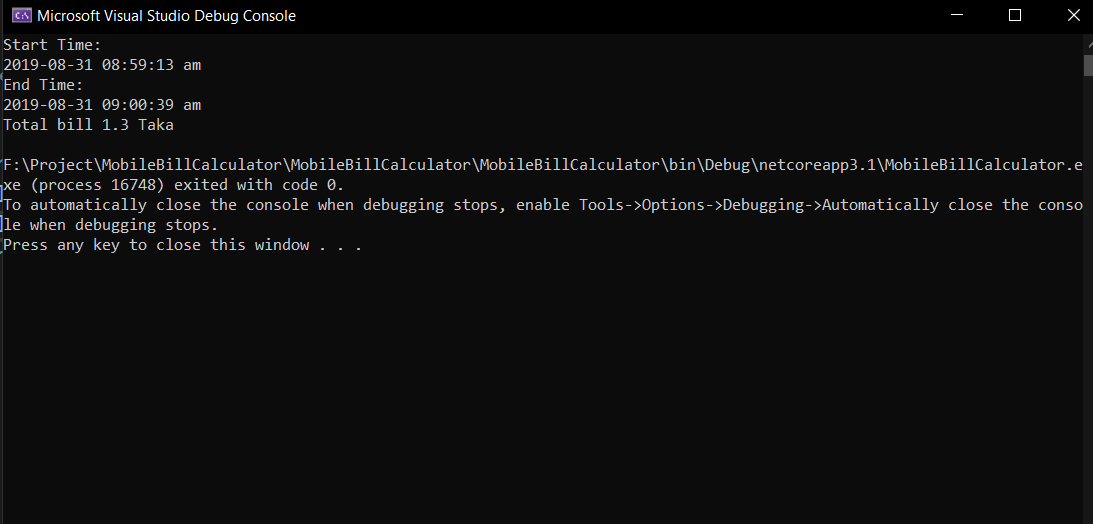 Microsoft Visual Studio Debug Console
Start Time:
2019-08-31 08:59:13 am
End Time:
2019-08-31 09:00:39 am
Total bill 1.3 Taka
F:\Project\MobileBillCalculator\MobileBillCalculator\MobileBillCalculator\bin\Debug\netcoreapp3.1\MobileBillCalculator.e
xe (process 16748) exited with code 0.
To automatically close the console when debugging stops, enable Tools->Options->Debugging->Automatically close the conso
le when debugging stops.
Press any key to close this window . . .